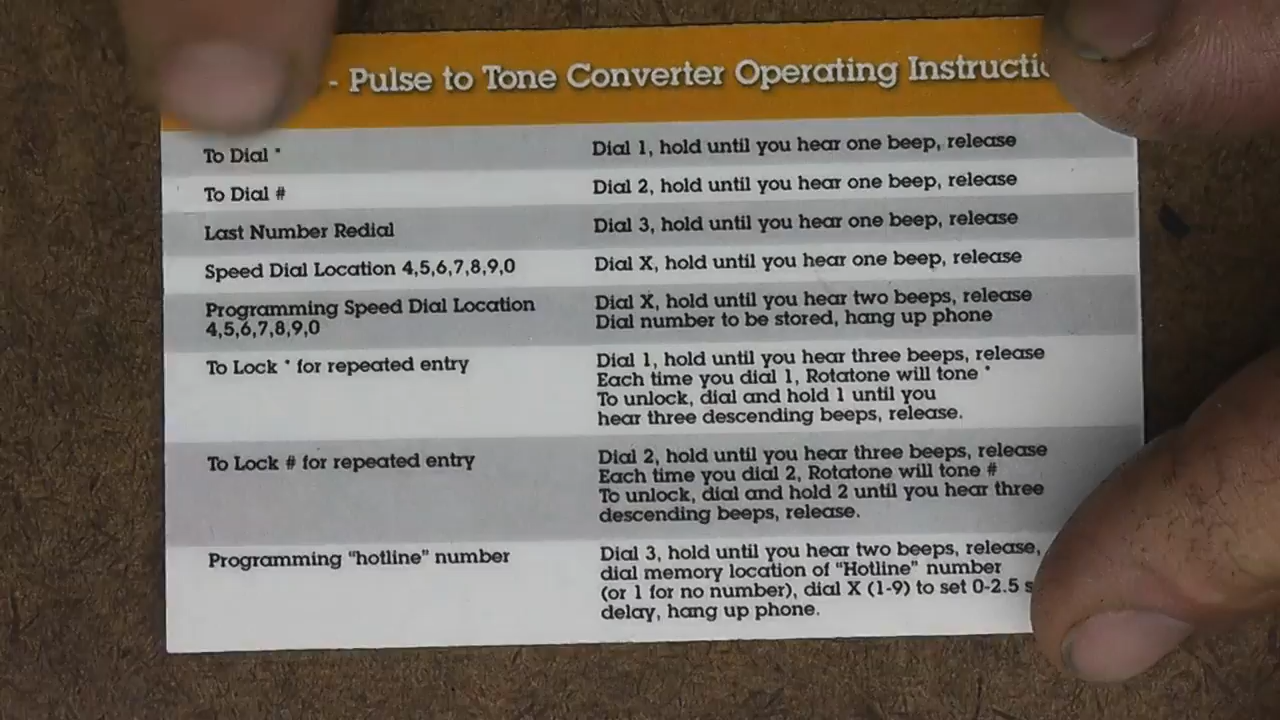 - Pulse to Tone Converter Operating
To Dial *
Dial 1, hold until you hear one beep, release
To Dial #
Dial 2, hold until you hear one beep, release
Last Number Redial
Dial 3, hold until you hear one beep, release
Speed Dial Location 4,5,6,7,8,9,0
Dial X, hold until you hear one beep, release
Programming Speed Dial Location
4,5,6,7,8,9,0
Dial X, hold until you hear two beeps, release
Dial number to be stored, hang up phone
To Lock * for repeated entry
Dial 1, hold until you hear three beeps, release
Each time you dial 1, Rotatone will tone *
To unlock, dial and hold 1 until you
hear three descending beeps, release.
To Lock # for repeated entry
Dial 2, hold until you hear three beeps, release
Each time you dial 2, Rotatone will tone #
To unlock, dial and hold 2 until you hear three
descending beeps, release.
Programming "hotline" number
Dial 3, hold until you hear two beeps, release,
dial memory location of "Hotline" number
(or 1 for no number), dial X (1-9) to set 0-2.5
delay, hang up phone.